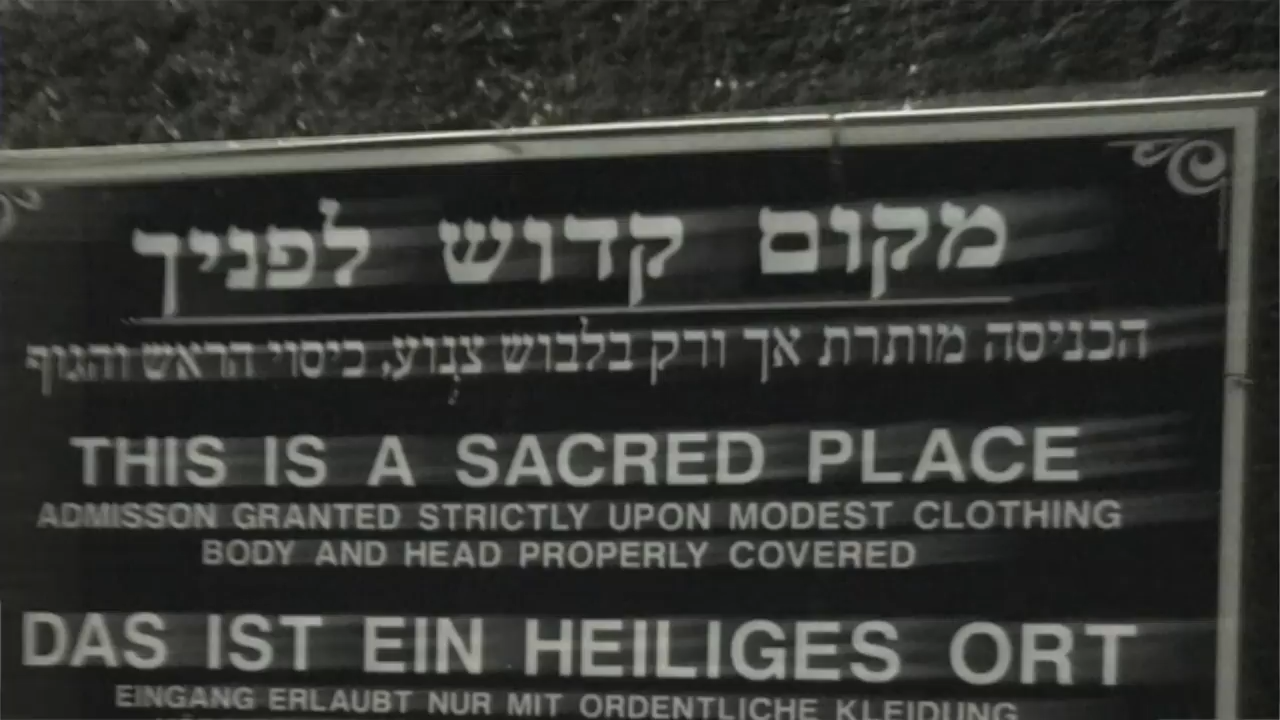 מקום קדוש לפניך
הכניסה מותרת אך ורק בלבוש צנוע, כיסוי הראש והגוף
THIS IS A SACRED PLACE
ADMISSON GRANTED STRICTLY UPON MODEST CLOTHING
BODY AND HEAD PROPERLY COVERED
DAS IST EIN HEILIGES ORT
EINGANG ERLAUBT NUR MIT ORDENTLICHE KLEIDUNG